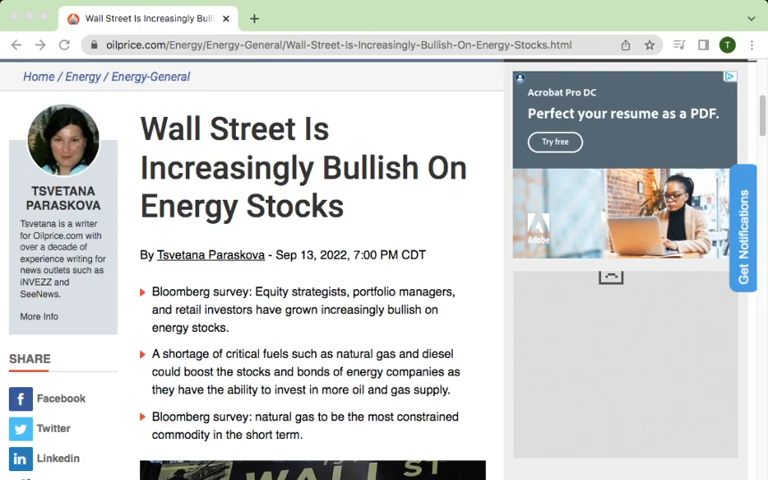 Wall Street Is Increasingly Bulli
oilprice.com/Energy/Energy-General/Wall-Street-Is-Increasingly-Bullish-On-Energy-Stocks.html
T
Home / Energy / Energy-General
TSVETANA
PARASKOVA
Tsvetana is a writer
for Oilprice.com with
over a decade of
experience writing for
news outlets such as
iNVEZZ and
SeeNews.
More Info
SHARE
Facebook
Twitter
Linkedin
Wall Street Is
Increasingly Bullish On
Energy Stocks
By Tsvetana Paraskova - Sep 13, 2022, 7:00 PM CDT
Bloomberg survey: Equity strategists, portfolio managers,
and retail investors have grown increasingly bullish on
energy stocks.
A shortage of critical fuels such as natural gas and diesel
could boost the stocks and bonds of energy companies as
they have the ability to invest in more oil and gas supply.
Bloomberg survey: natural gas to be the most constrained
commodity in the short term.
WALL ST
Acrobat Pro DC
Perfect your resume as a PDF.
Try free
Adobe
Get Notifications